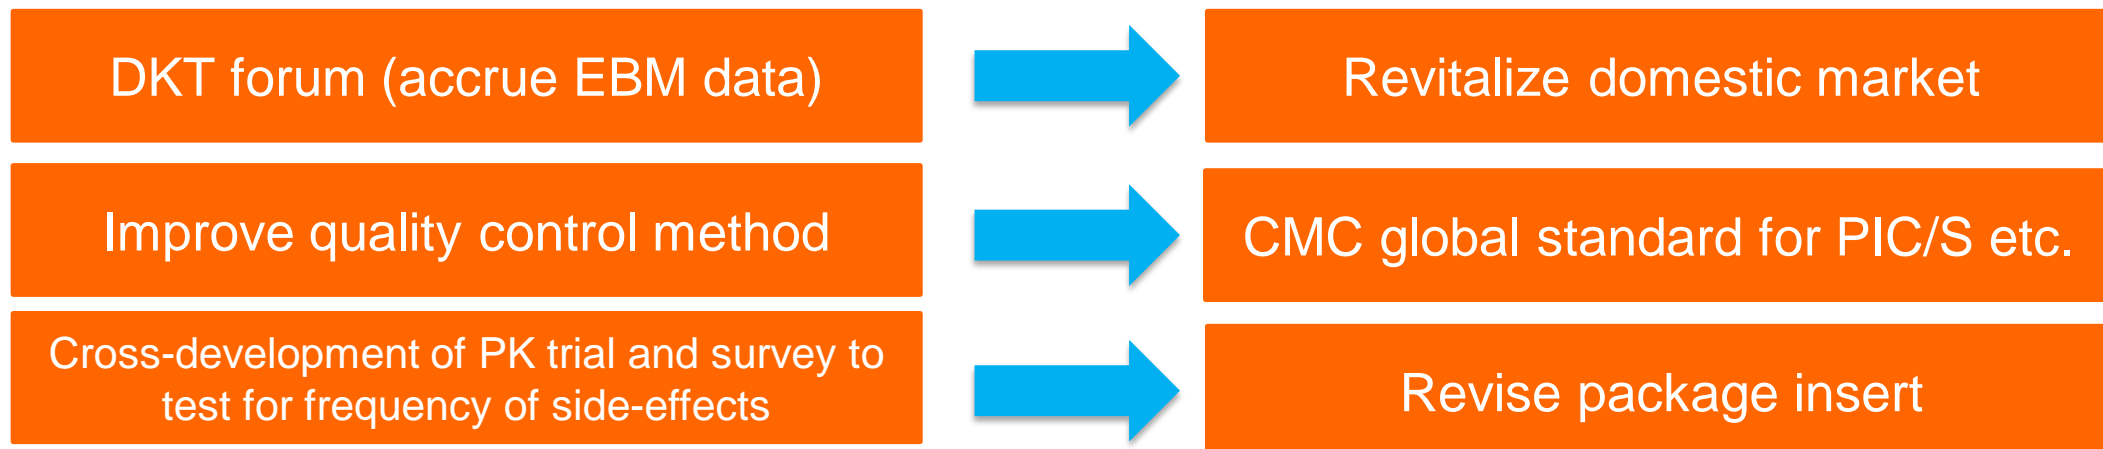 DKT forum (accrue EBM data)
Revitalize domestic market
Improve quality control method
CMC global standard for PIC/S etc.
Cross-development of PK trial and survey to
test for frequency of side-effects
Revise package insert